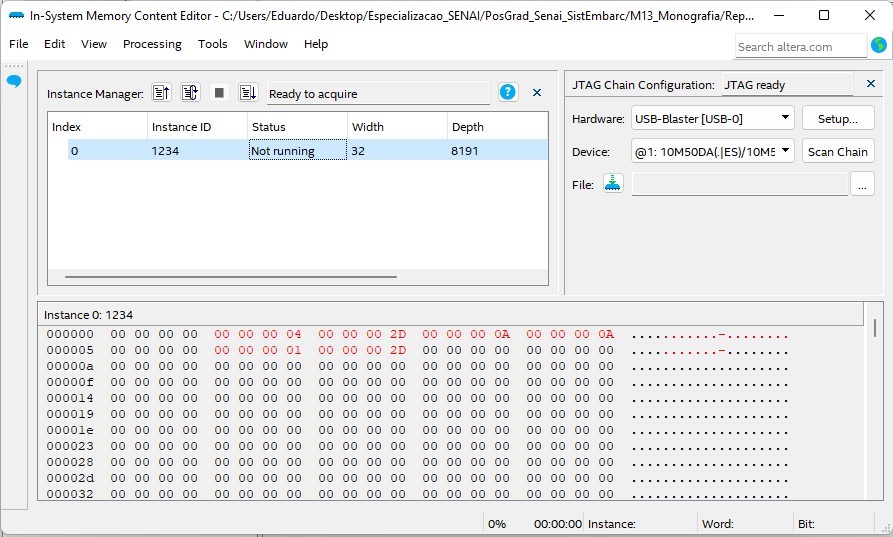 In-System Memory Content Editor - C:/Users/Eduardo/Desktop/Especializacao_SENAI/PosGrad_Senai_SistEmbarc/M13_Monografia/Rep...
File Edit View Processing Tools Window Help
Search altera.com
Instance Manager: Ready to acquire
JTAG Chain Configuration: JTAG ready
Index Instance ID Status Width Depth
0 1234 Not running 32 8191
Hardware: USB-Blaster [USB-0] Setup...
Device: @1: 10M50DA(.|ES)/10M5 Scan Chain
File: ...
Instance 0: 1234
000000 00 00 00 00 00 00 00 04 00 00 00 2D 00 00 00 0A 00 00 00 0A ...........-........
000005 00 00 00 01 00 00 00 2D 00 00 00 00 00 00 00 00 00 00 00 00 .......-............
00000a 00 00 00 00 00 00 00 00 00 00 00 00 00 00 00 00 00 00 00 00 ....................
00000f 00 00 00 00 00 00 00 00 00 00 00 00 00 00 00 00 00 00 00 00 ....................
000014 00 00 00 00 00 00 00 00 00 00 00 00 00 00 00 00 00 00 00 00 ....................
000019 00 00 00 00 00 00 00 00 00 00 00 00 00 00 00 00 00 00 00 00 ....................
00001e 00 00 00 00 00 00 00 00 00 00 00 00 00 00 00 00 00 00 00 00 ....................
000023 00 00 00 00 00 00 00 00 00 00 00 00 00 00 00 00 00 00 00 00 ....................
000028 00 00 00 00 00 00 00 00 00 00 00 00 00 00 00 00 00 00 00 00 ....................
00002d 00 00 00 00 00 00 00 00 00 00 00 00 00 00 00 00 00 00 00 00 ....................
000032 00 00 00 00 00 00 00 00 00 00 00 00 00 00 00 00 00 00 00 00 ....................
0% 00:00:00 Instance: Word: Bit: